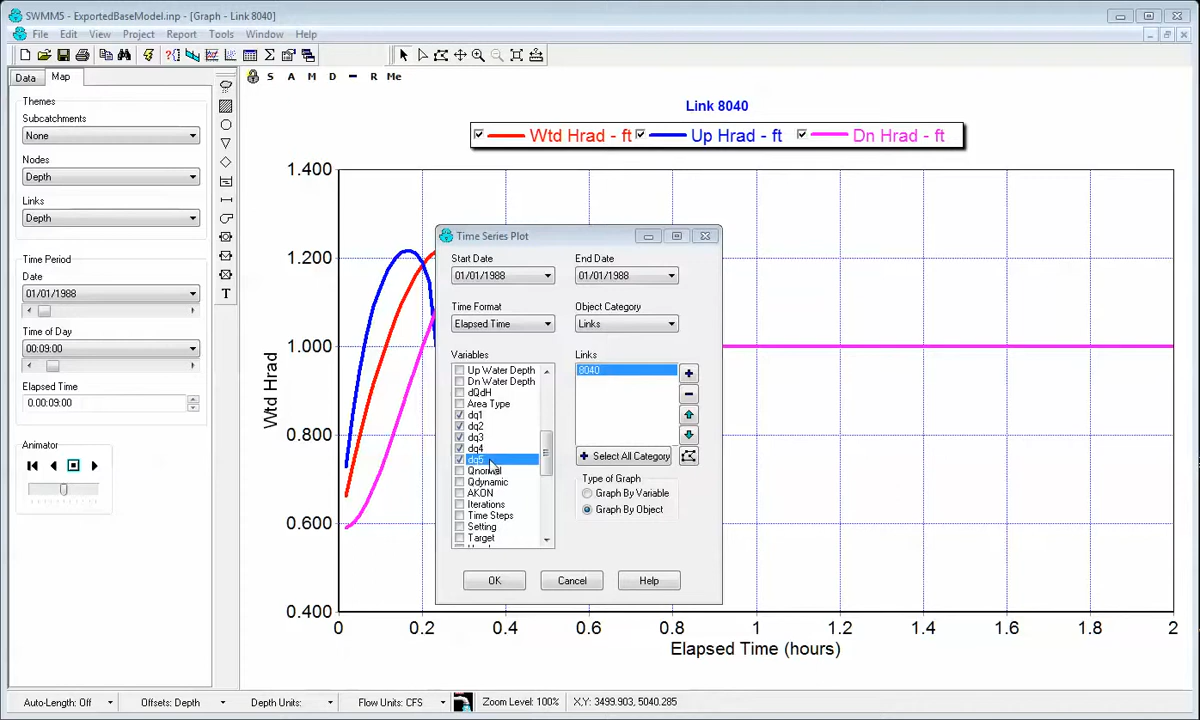 SWMM5 - ExportedBaseModel.inp - [Graph - Link 8040]
File Edit View Project Report Tools Window Help
Data Map
S A M D R Me
Themes
Subcatchments
None
Nodes
Depth
Links
Depth
Time Period
Date
01/01/1988
Time of Day
00:09:00
Elapsed Time
0.00:09:00
Animator
Link 8040
Wtd Hrad - ft Up Hrad - ft Dn Hrad - ft
1.400
1.200
1.000
0.800
0.600
0.400
Wtd Hrad
0 0.2 0.4 0.6 0.8 1 1.2 1.4 1.6 1.8 2
Elapsed Time (hours)
Time Series Plot
Start Date End Date
01/01/1988 01/01/1988
Time Format Object Category
Elapsed Time Links
Variables Links
Up Water Depth
Dn Water Depth
dQdH
Area Type
dq1
dq2
dq3
dq4
dq5
Qnormal
Qdynamic
AKON
Iterations
Time Steps
Setting
Target
8040
Select All Category
Type of Graph
Graph By Variable
Graph By Object
OK Cancel Help
Auto-Length: Off Offsets: Depth Depth Units: Flow Units: CFS Zoom Level: 100% X,Y: 3499.903, 5040.285